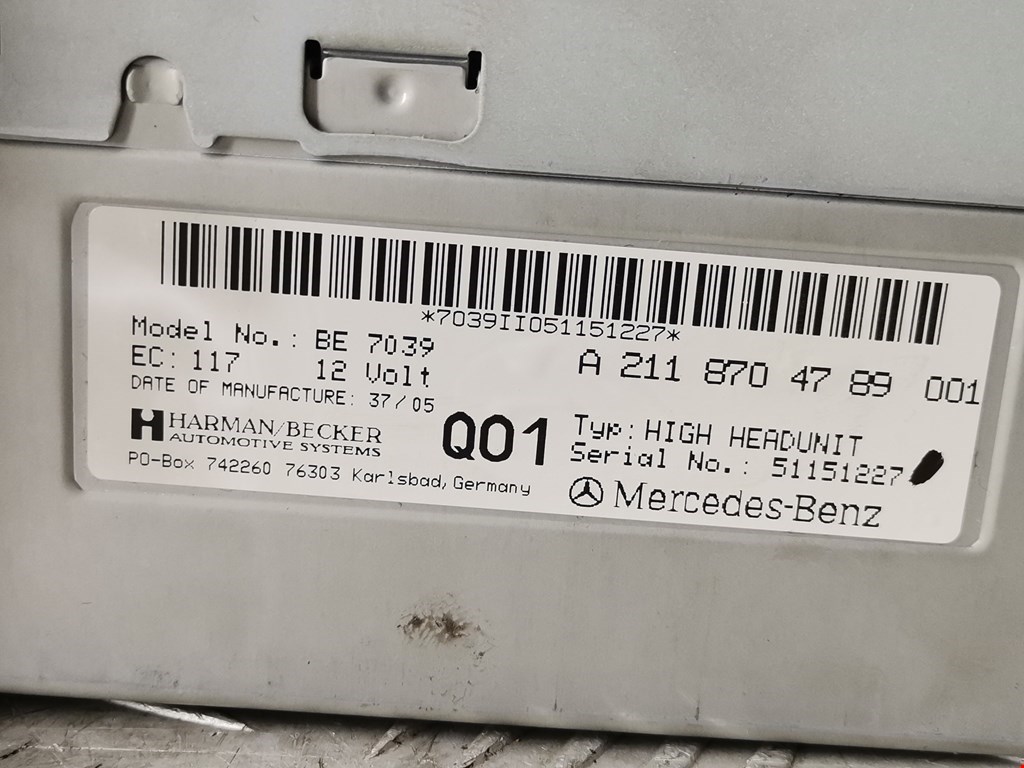 *7039II051151227*
Model No.: BE 7039
A 211 870 47 89 001
EC: 117 12 Volt
DATE OF MANUFACTURE: 37/05
HARMAN/BECKER
AUTOMOTIVE SYSTEMS
Q01
Typ: HIGH HEADUNIT
Serial No.: 51151227
PO-Box 742260 76303 Karlsbad, Germany
Mercedes-Benz